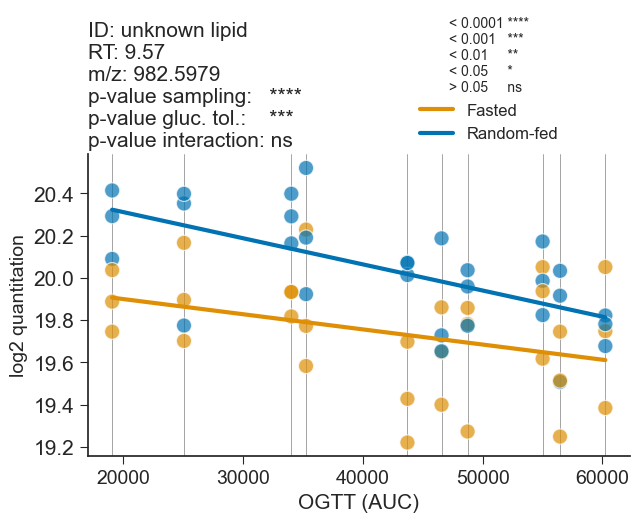 ID: unknown lipid
RT: 9.57
m/z: 982.5979
p-value sampling: ****
p-value gluc. tol.: ***
p-value interaction: ns
< 0.0001 ****
< 0.001 ***
< 0.01 **
< 0.05 *
> 0.05 ns
Fasted
Random-fed
log2 quantitation
20.4
20.2
20.0
19.8
19.6
19.4
19.2
20000 30000 40000 50000 60000
OGTT (AUC)